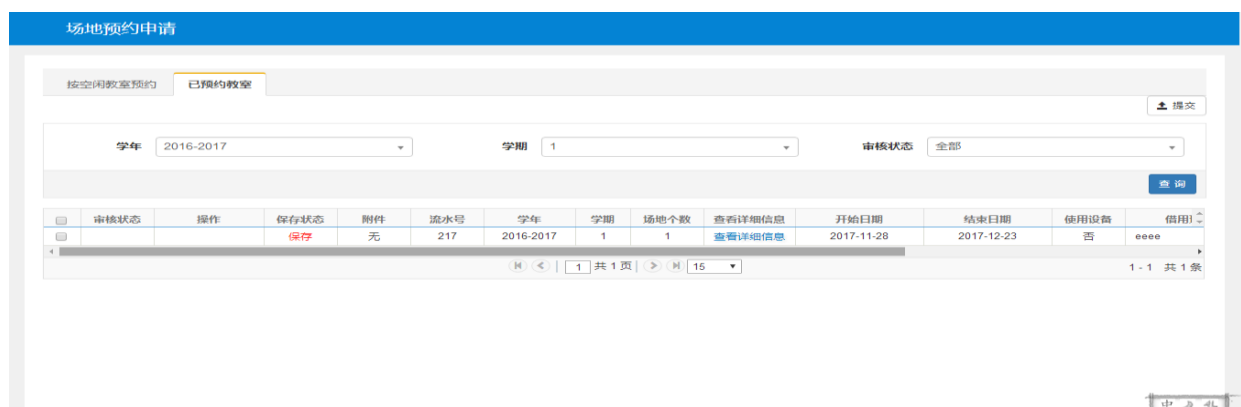 场地预约申请
按空闲教室预约 已预约教室
提交
学年 2016-2017 学期 1 审核状态 全部
查 询
审核状态 操作 保存状态 附件 流水号 学年 学期 场地个数 查看详细信息 开始日期 结束日期 使用设备 借用
保存 无 217 2016-2017 1 1 查看详细信息 2017-11-28 2017-12-23 否 eeee
1 共 1 页 15 1 - 1 共 1 条